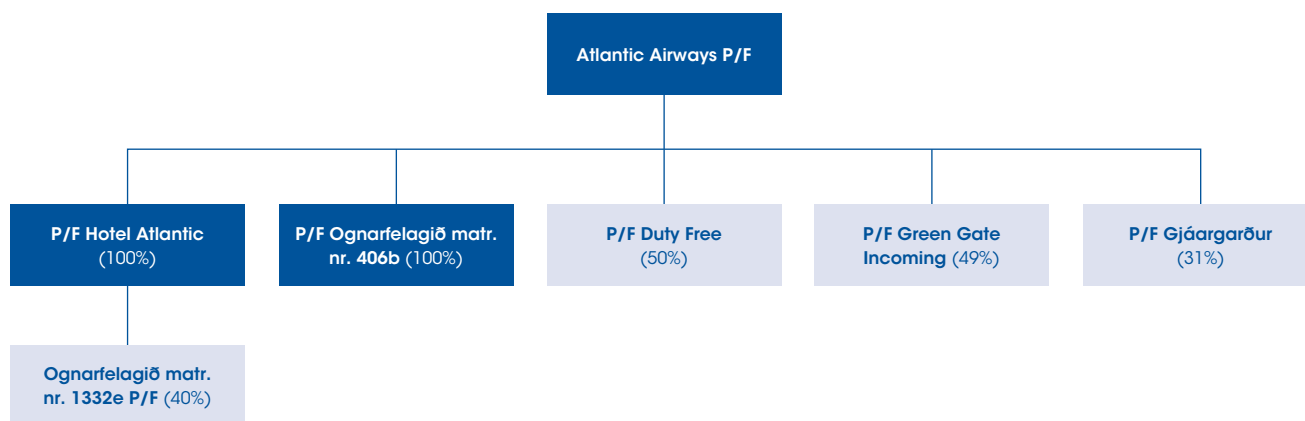 Atlantic Airways P/F
P/F Hotel Atlantic
(100%)
P/F Ognarfelagið matr.
nr. 406b (100%)
P/F Duty Free
(50%)
P/F Green Gate
Incoming (49%)
P/F Gjáargarður
(31%)
Ognarfelagið matr.
nr. 1332e P/F (40%)